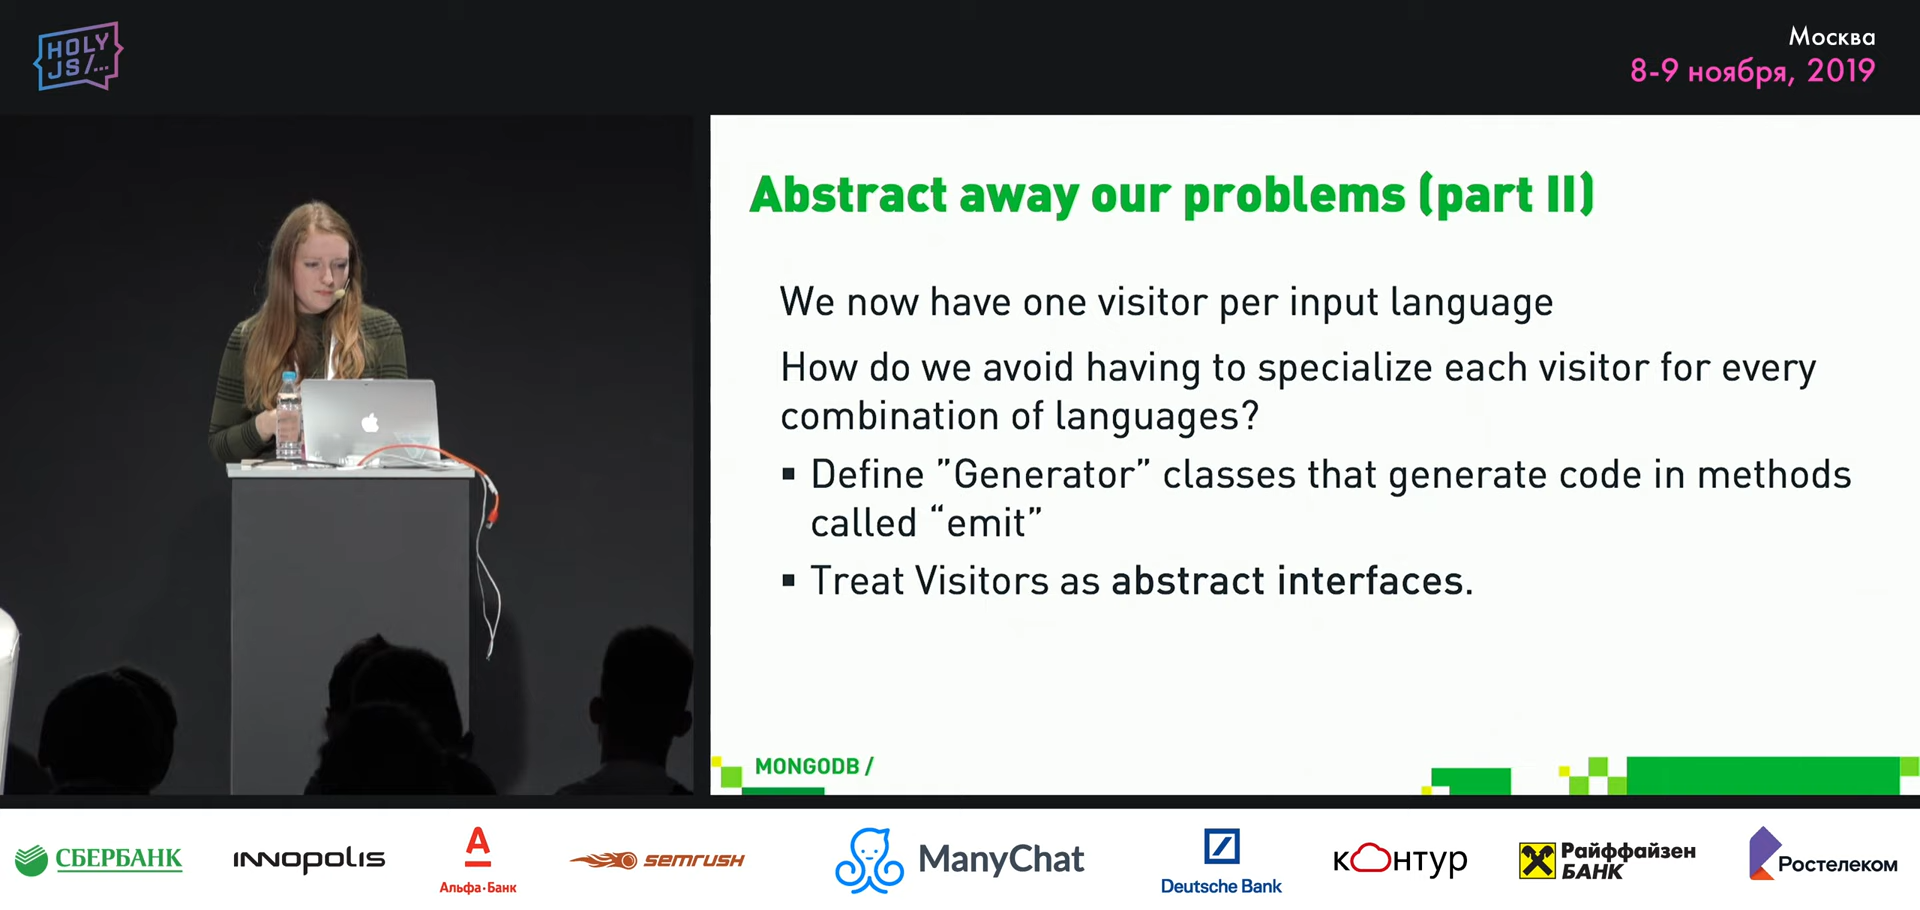 HOLY
JS/...
Москва
8-9 ноября, 2019
Abstract away our problems (part II)
We now have one visitor per input language
How do we avoid having to specialize each visitor for every
combination of languages?
▪ Define ”Generator” classes that generate code in methods
called “emit”
▪ Treat Visitors as abstract interfaces.
MONGODB /
СБЕРБАНК
INNOPOLIS
Альфа·Банк
SEMRUSH
ManyChat
Deutsche Bank
КОНТУР
Райффайзен
БАНК
Ростелеком